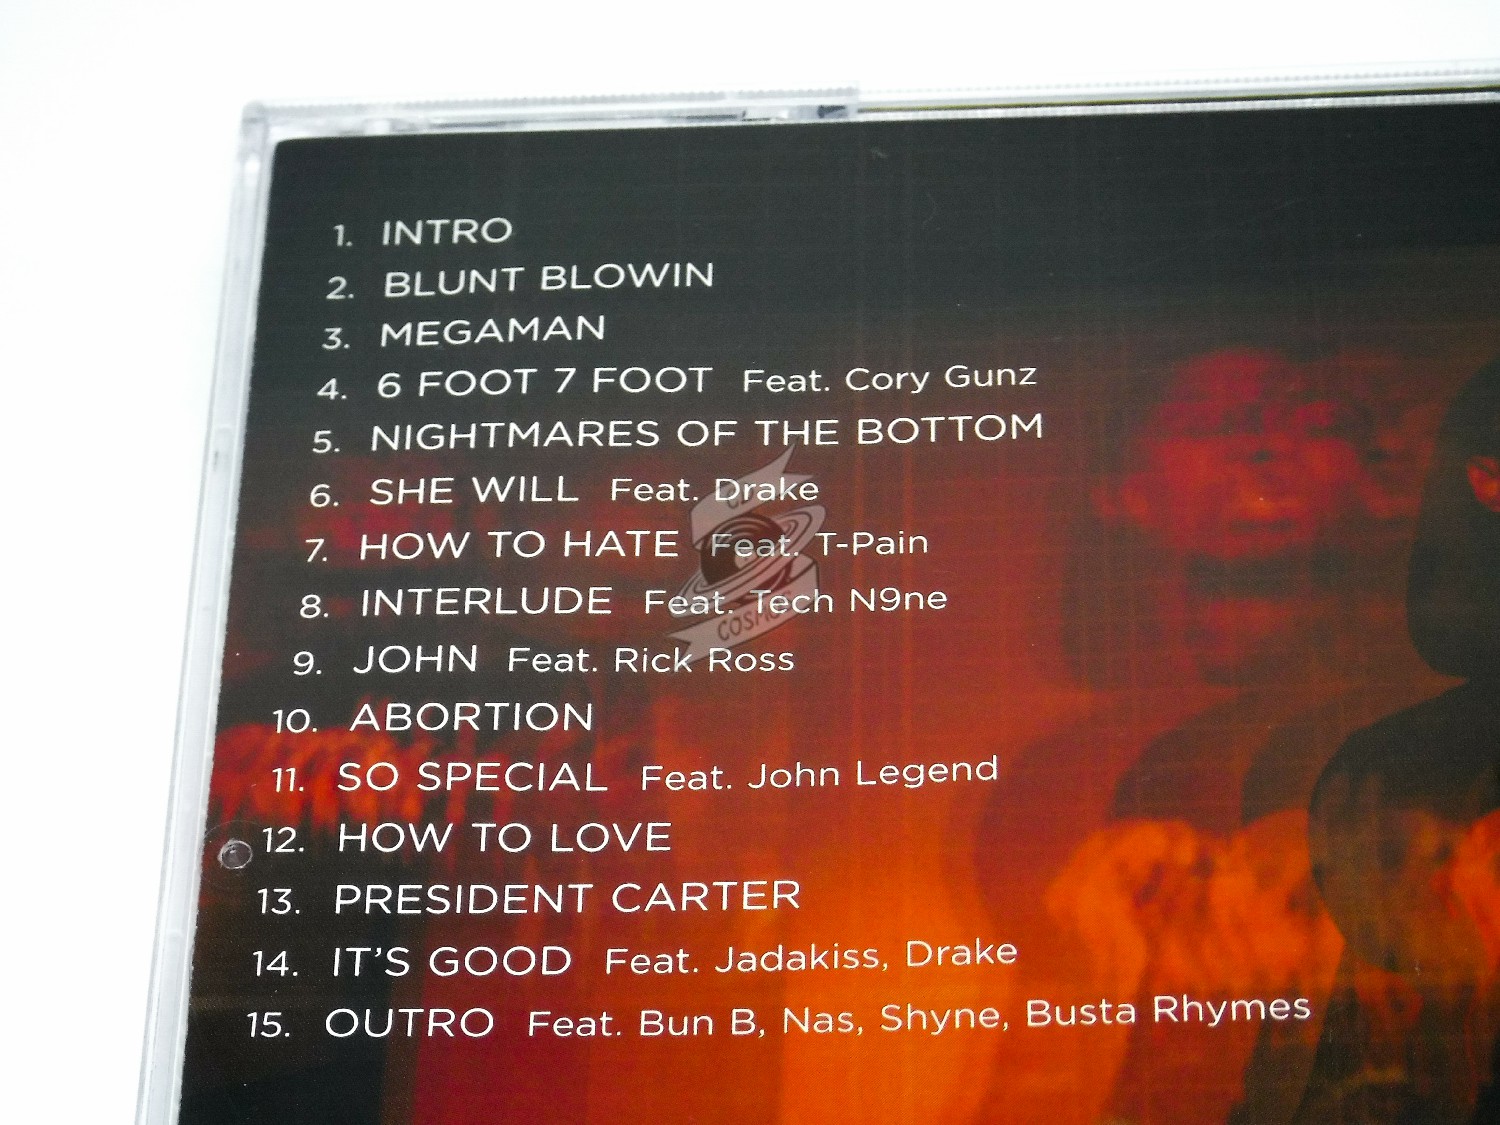 1. INTRO
2. BLUNT BLOWIN
3. MEGAMAN
4. 6 FOOT 7 FOOT Feat. Cory Gunz
5. NIGHTMARES OF THE BOTTOM
6. SHE WILL Feat. Drake
7. HOW TO HATE Feat. T-Pain
8. INTERLUDE Feat. Tech N9ne
9. JOHN Feat. Rick Ross
10. ABORTION
11. SO SPECIAL Feat. John Legend
12. HOW TO LOVE
13. PRESIDENT CARTER
14. IT'S GOOD Feat. Jadakiss, Drake
15. OUTRO Feat. Bun B, Nas, Shyne, Busta Rhymes
CD
COSMOS